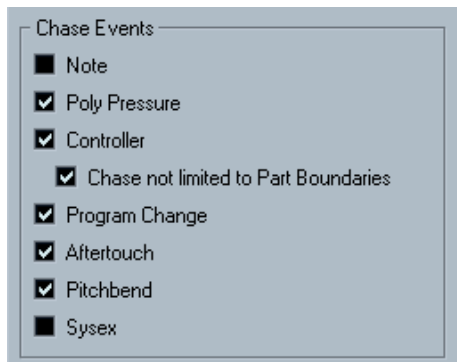 Chase Events
Note
Poly Pressure
Controller
Chase not limited to Part Boundaries
Program Change
Aftertouch
Pitchbend
Sysex